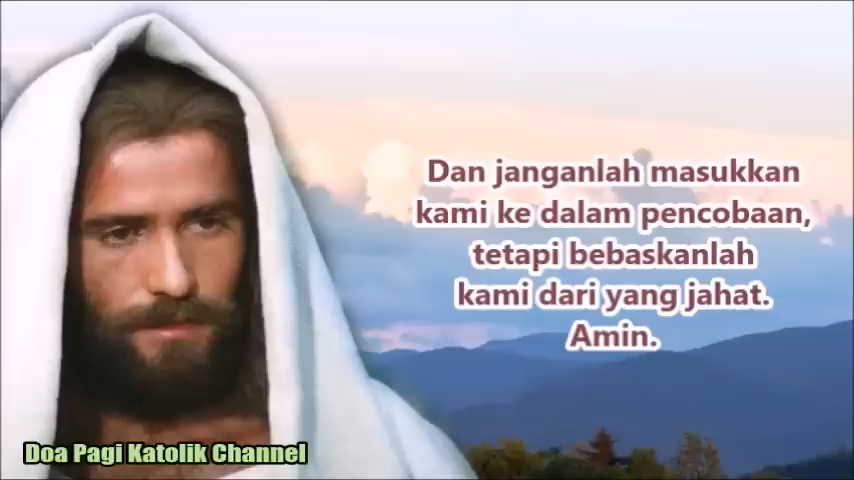 Dan janganlah masukkan
kami ke dalam pencobaan,
tetapi bebaskanlah
kami dari yang jahat.
Amin.
Doa Pagi Katolik Channel